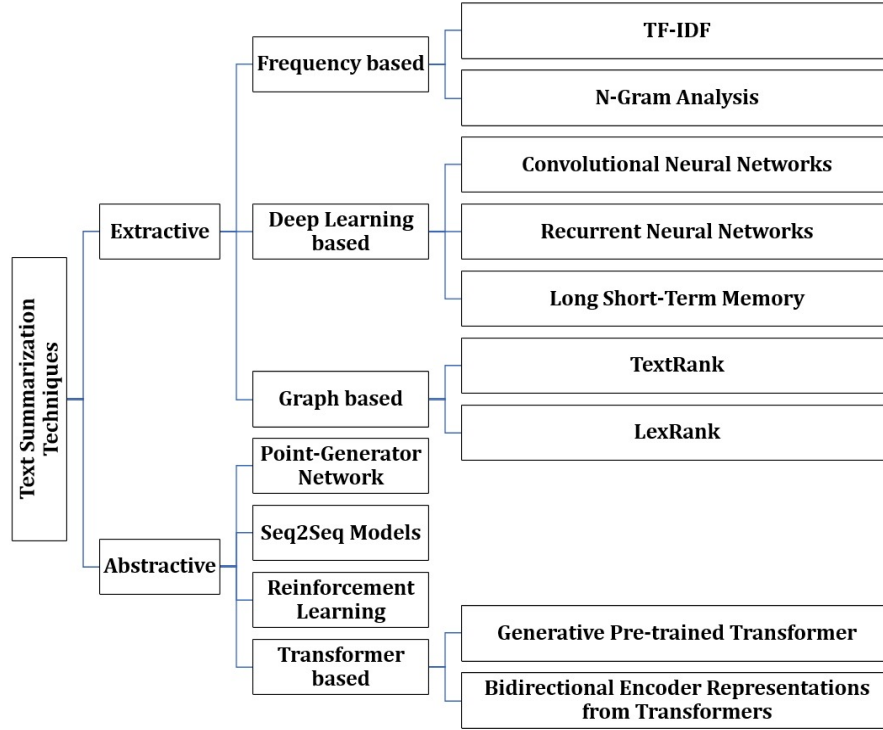 Text Summarization
Techniques
Extractive
Frequency based
TF-IDF
N-Gram Analysis
Deep Learning
based
Convolutional Neural Networks
Recurrent Neural Networks
Long Short-Term Memory
Graph based
TextRank
LexRank
Abstractive
Point-Generator
Network
Seq2Seq Models
Reinforcement
Learning
Transformer
based
Generative Pre-trained Transformer
Bidirectional Encoder Representations
from Transformers